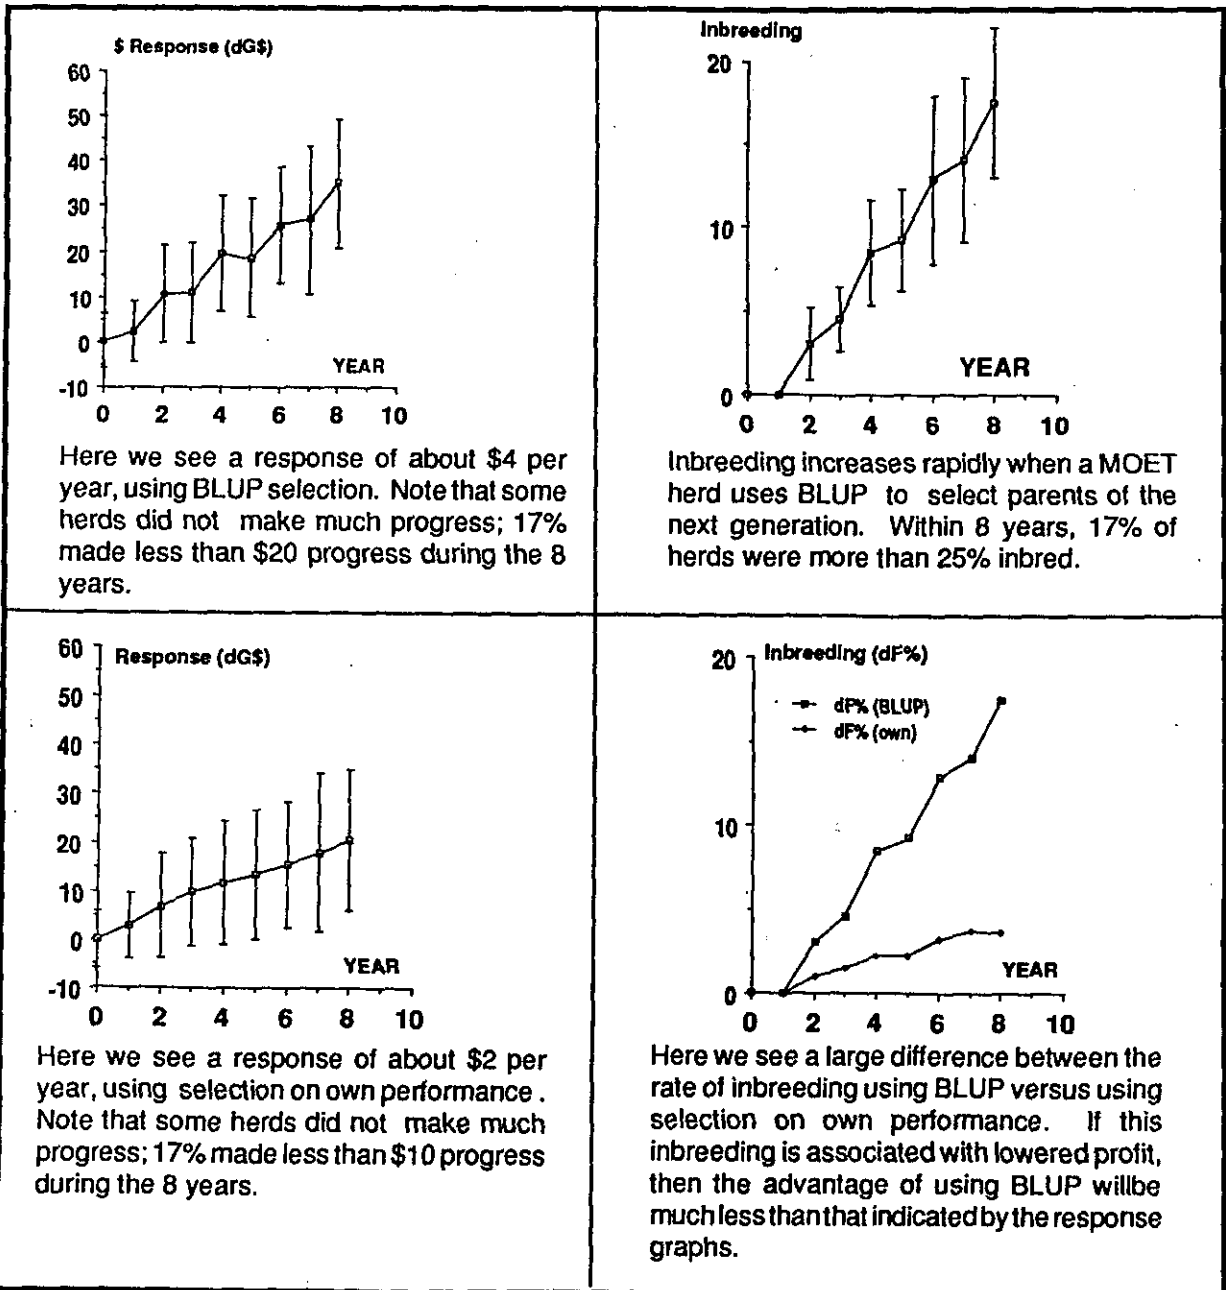 $ Response (dG$)
60
50
40
30
20
10
0
-10
YEAR
0 2 4 6 8 10
Here we see a response of about $4 per
year, using BLUP selection. Note that some
herds did not make much progress; 17%
made less than $20 progress during the 8
years.
Inbreeding
20
10
0
YEAR
0 2 4 6 8 10
Inbreeding increases rapidly when a MOET
herd uses BLUP to select parents of the
next generation. Within 8 years, 17% of
herds were more than 25% inbred.
Response (dG$)
60
50
40
30
20
10
0
-10
YEAR
0 2 4 6 8 10
Here we see a response of about $2 per
year, using selection on own performance .
Note that some herds did not make much
progress; 17% made less than $10 progress
during the 8 years.
Inbreeding (dF%)
20
10
0
dF% (BLUP)
dF% (own)
YEAR
0 2 4 6 8 10
Here we see a large difference between the
rate of inbreeding using BLUP versus using
selection on own performance. If this
inbreeding is associated with lowered profit,
then the advantage of using BLUP willbe
much less than that indicated by the response
graphs.